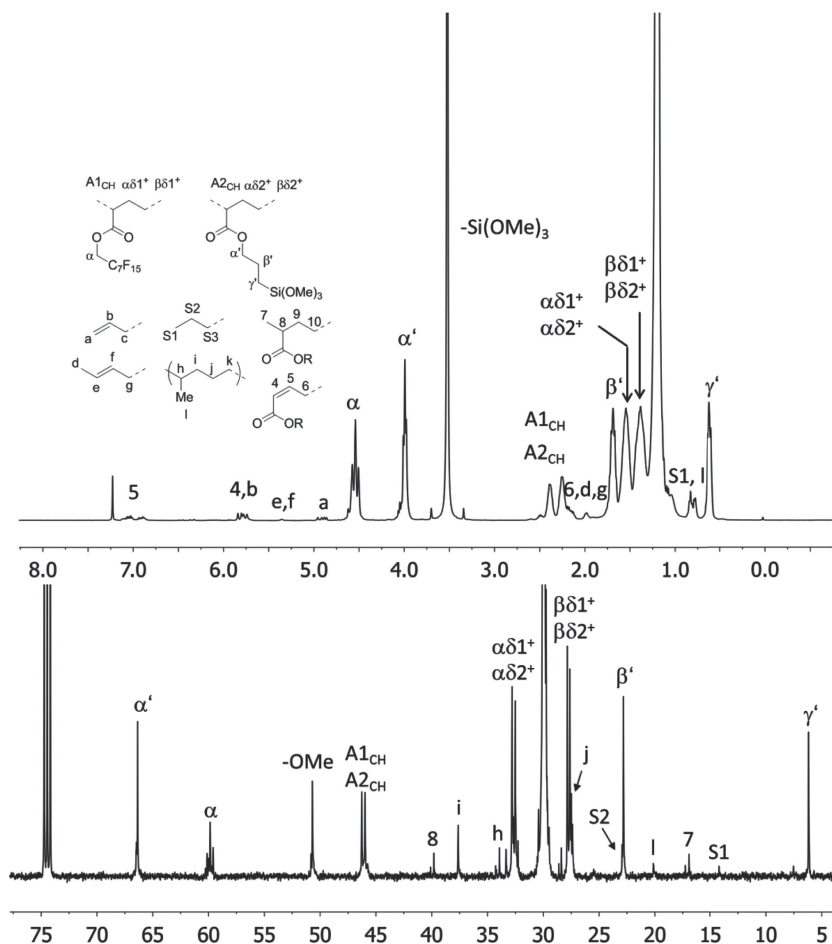 -Si(OMe)₃
A1CH αδ1⁺ βδ1⁺
A2CH αδ2⁺ βδ2⁺
O
O
α
C₇F₁₅
O
O
α'
β'
γ'
Si(OMe)₃
b
a
c
S2
S1
S3
7
8
9
10
O
OR
d
f
e
g
h
i
j
k
Me
l
4
5
6
O
OR
βδ1⁺
βδ2⁺
αδ1⁺
αδ2⁺
α‘
α
β‘
γ‘
A1CH
A2CH
5
4,b
e,f
a
6,d,g
S1, l
8.0 7.0 6.0 5.0 4.0 3.0 2.0 1.0 0.0
βδ1⁺
βδ2⁺
αδ1⁺
αδ2⁺
α‘
β‘
γ‘
-OMe
A1CH
A2CH
α
8
i
h
j
S2
l
7
S1
75 70 65 60 55 50 45 40 35 30 25 20 15 10 5